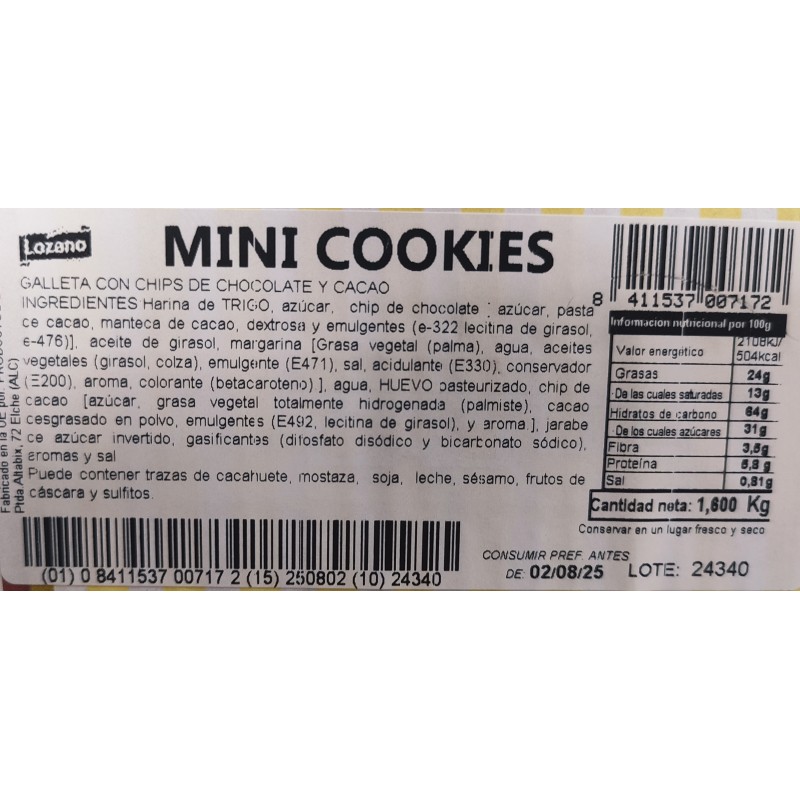 Lozano
MINI COOKIES
GALLETA CON CHIPS DE CHOCOLATE Y CACAO
INGREDIENTES Harina de TRIGO, azúcar, chip de chocolate : azúcar, pasta
ce cacao, manteca de cacao, dextrosa y emulgentes (e-322 lecitina de girasol,
e-476)], aceite de girasol, margarina [Grasa vegetal (palma), agua, aceites
vegetales (girasol, colza), emulgente (E471), sal, acidulante (E330), conservador
(E200), aroma, colorante (betacaroteno) ], agua, HUEVO pasteurizado, chip de
cacao [azúcar, grasa vegetal totalmente hidrogenada (palmiste), cacao
cesgrasado en polvo, emulgentes (E492, lecitina de girasol), y aroma ], jarabe
ce azúcar invertido, gasificantes (difosfato disódico y bicarbonato sódico),
aromas y sal
Puede contener trazas de cacahuete, mostaza, soja, leche, sésamo, frutos de
cáscara y sulfitos.
(01) 0 8411537 00717 2 (15) 250802 (10) 24340
8 411537 007172
Informacion nutricional por 100g
Valor energético 2108KJ/
504kcal
Grasas 24g
-De las cuales saturadas 13g
Hidratos de carbono 64g
-De los cuales azúcares 31g
Fibra 3,5g
Proteína 5,8 g
Sal 0,81g
Cantidad neta: 1,600 Kg
Conservar en un lugar fresco y seco
CONSUMIR PREF. ANTES
DE: 02/08/25 LOTE: 24340
Fabricado en la UE por
Ptda Altabix, 72 Elche (ALC)